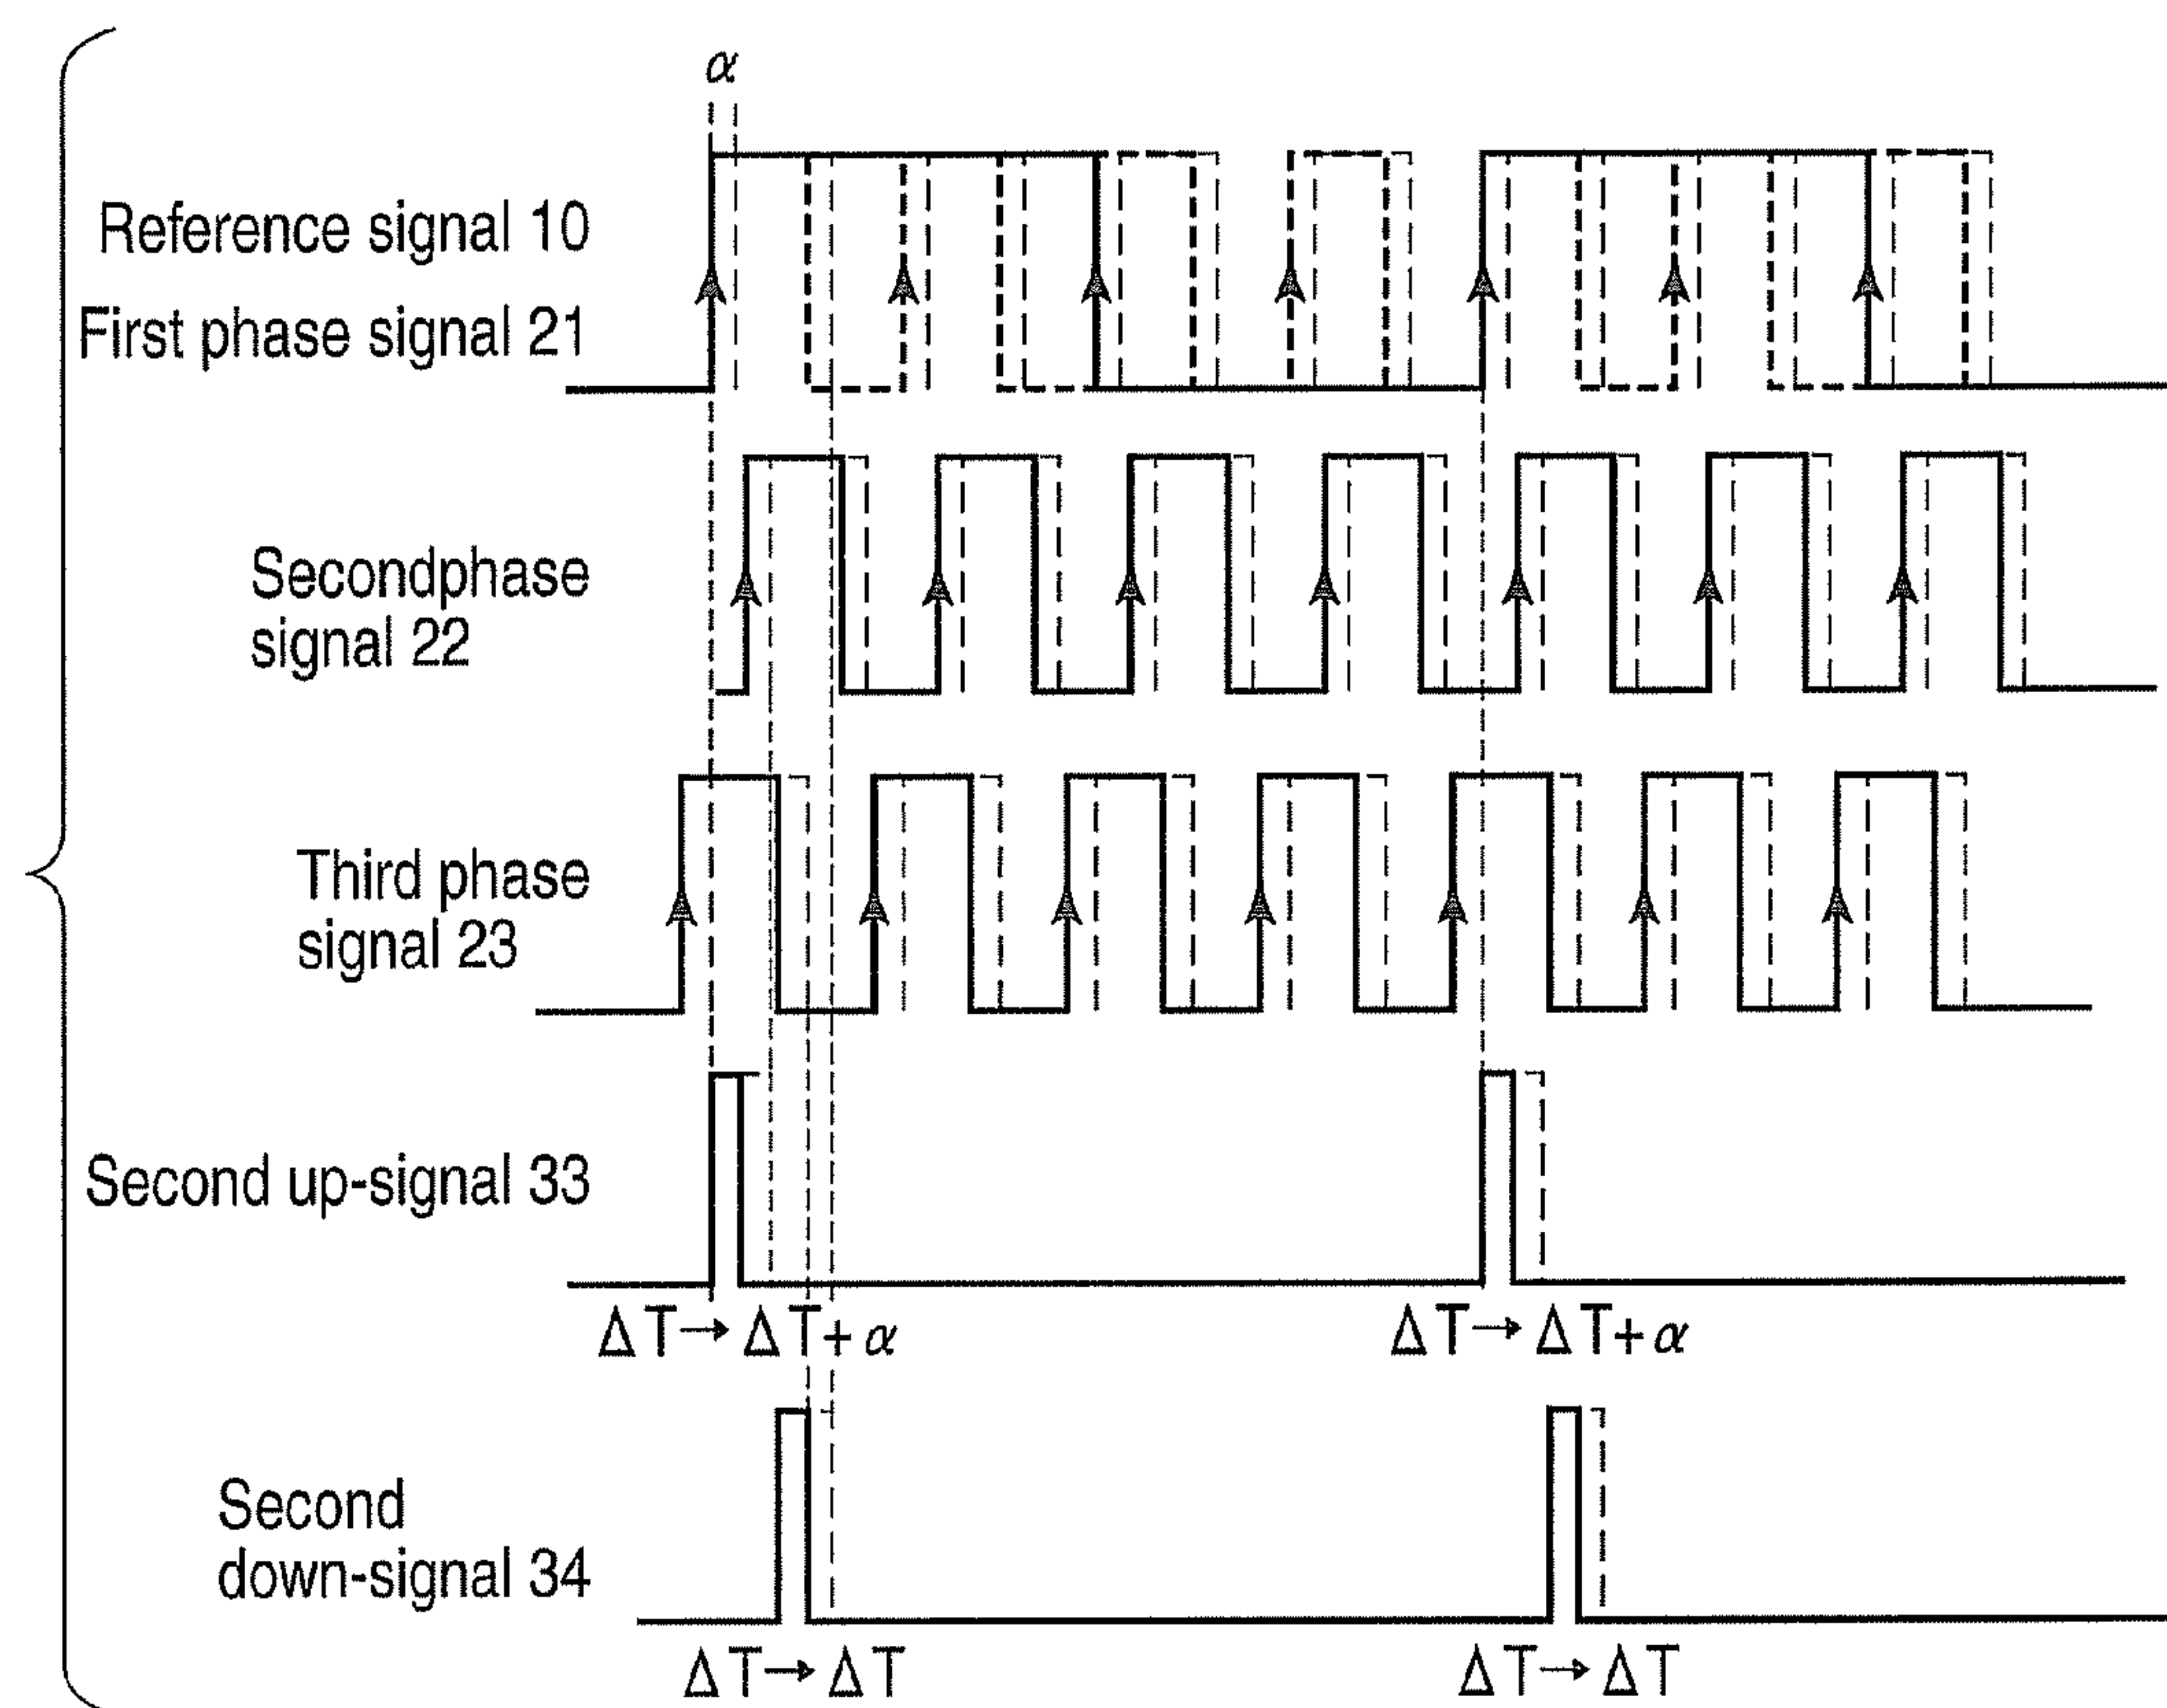 α
Reference signal 10
First phase signal 21
Secondphase
signal 22
Third phase
signal 23
Second up-signal 33
ΔT→ΔT+α ΔT→ΔT+α
Second
down-signal 34
ΔT→ΔT ΔT→ΔT